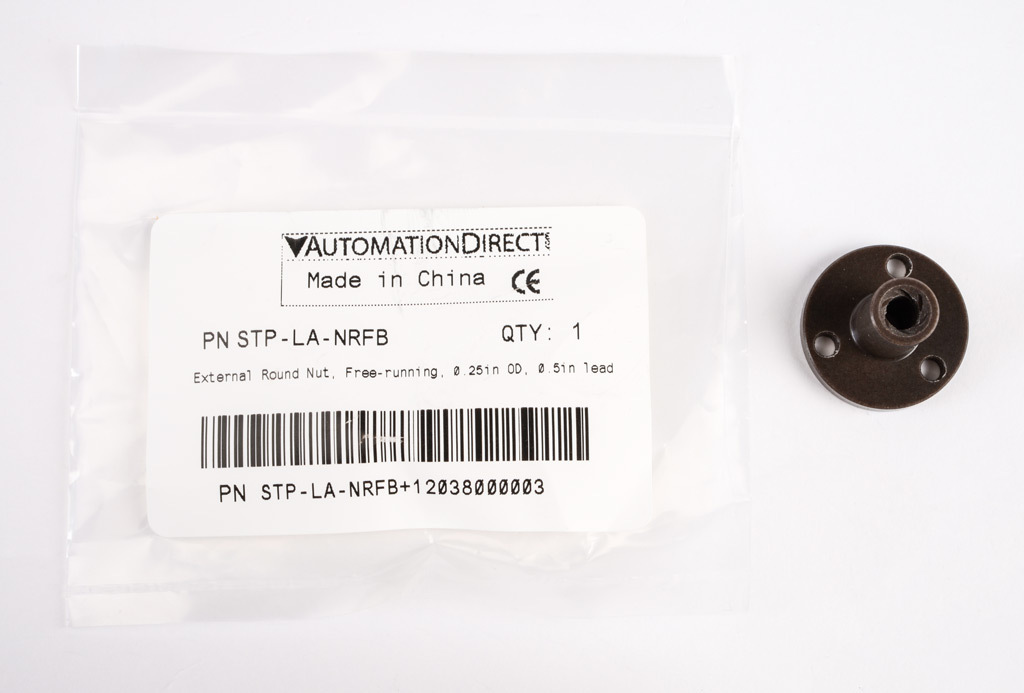 AUTOMATIONDIRECT
Made in China CE
PN STP-LA-NRFB QTY: 1
External Round Nut, Free-running, 0.25in OD, 0.5in lead
PN STP-LA-NRFB+12038000003